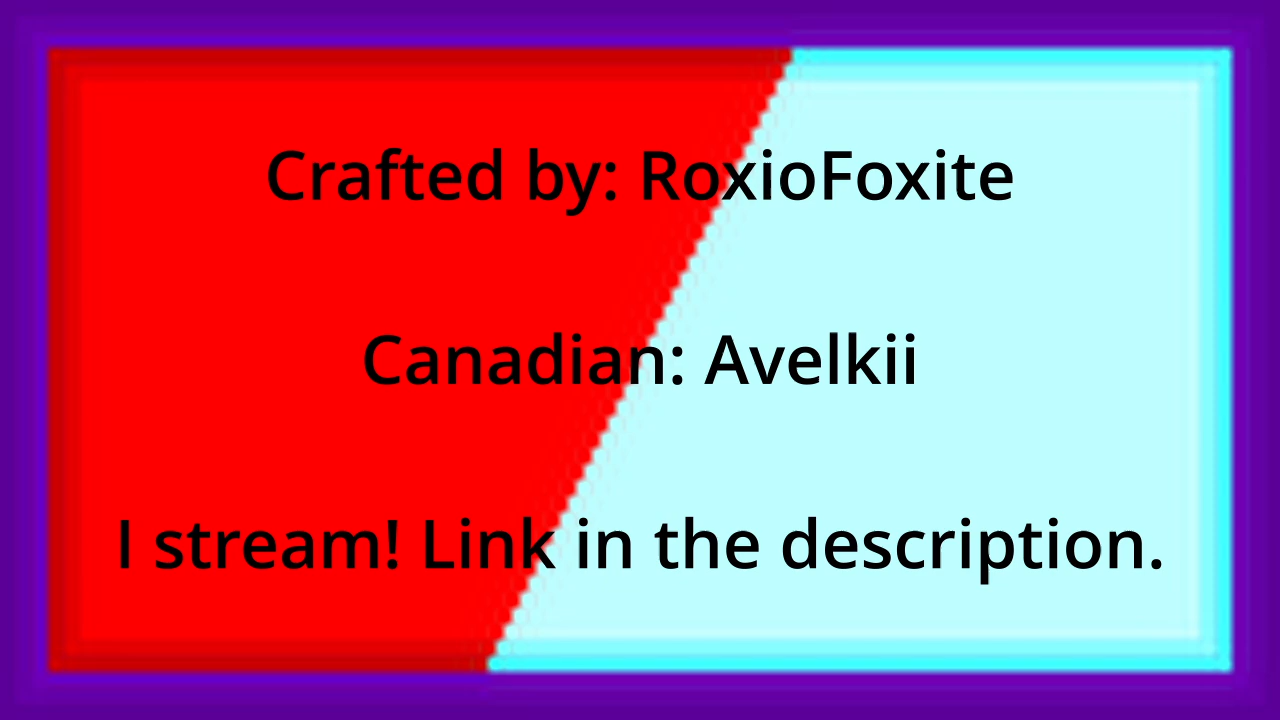 Crafted by: RoxioFoxite
Canadian: Avelkii
I stream! Link in the description.